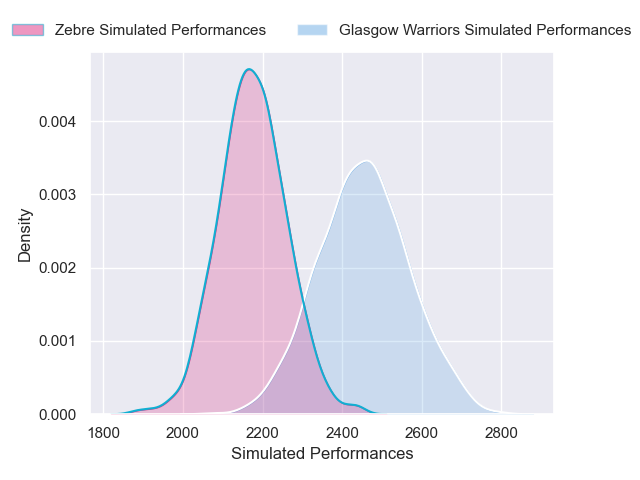 Zebre Simulated Performances Glasgow Warriors Simulated Performances
0.004
0.003
0.002
0.001
0.000
Density
1800 2000 2200 2400 2600 2800
Simulated Performances